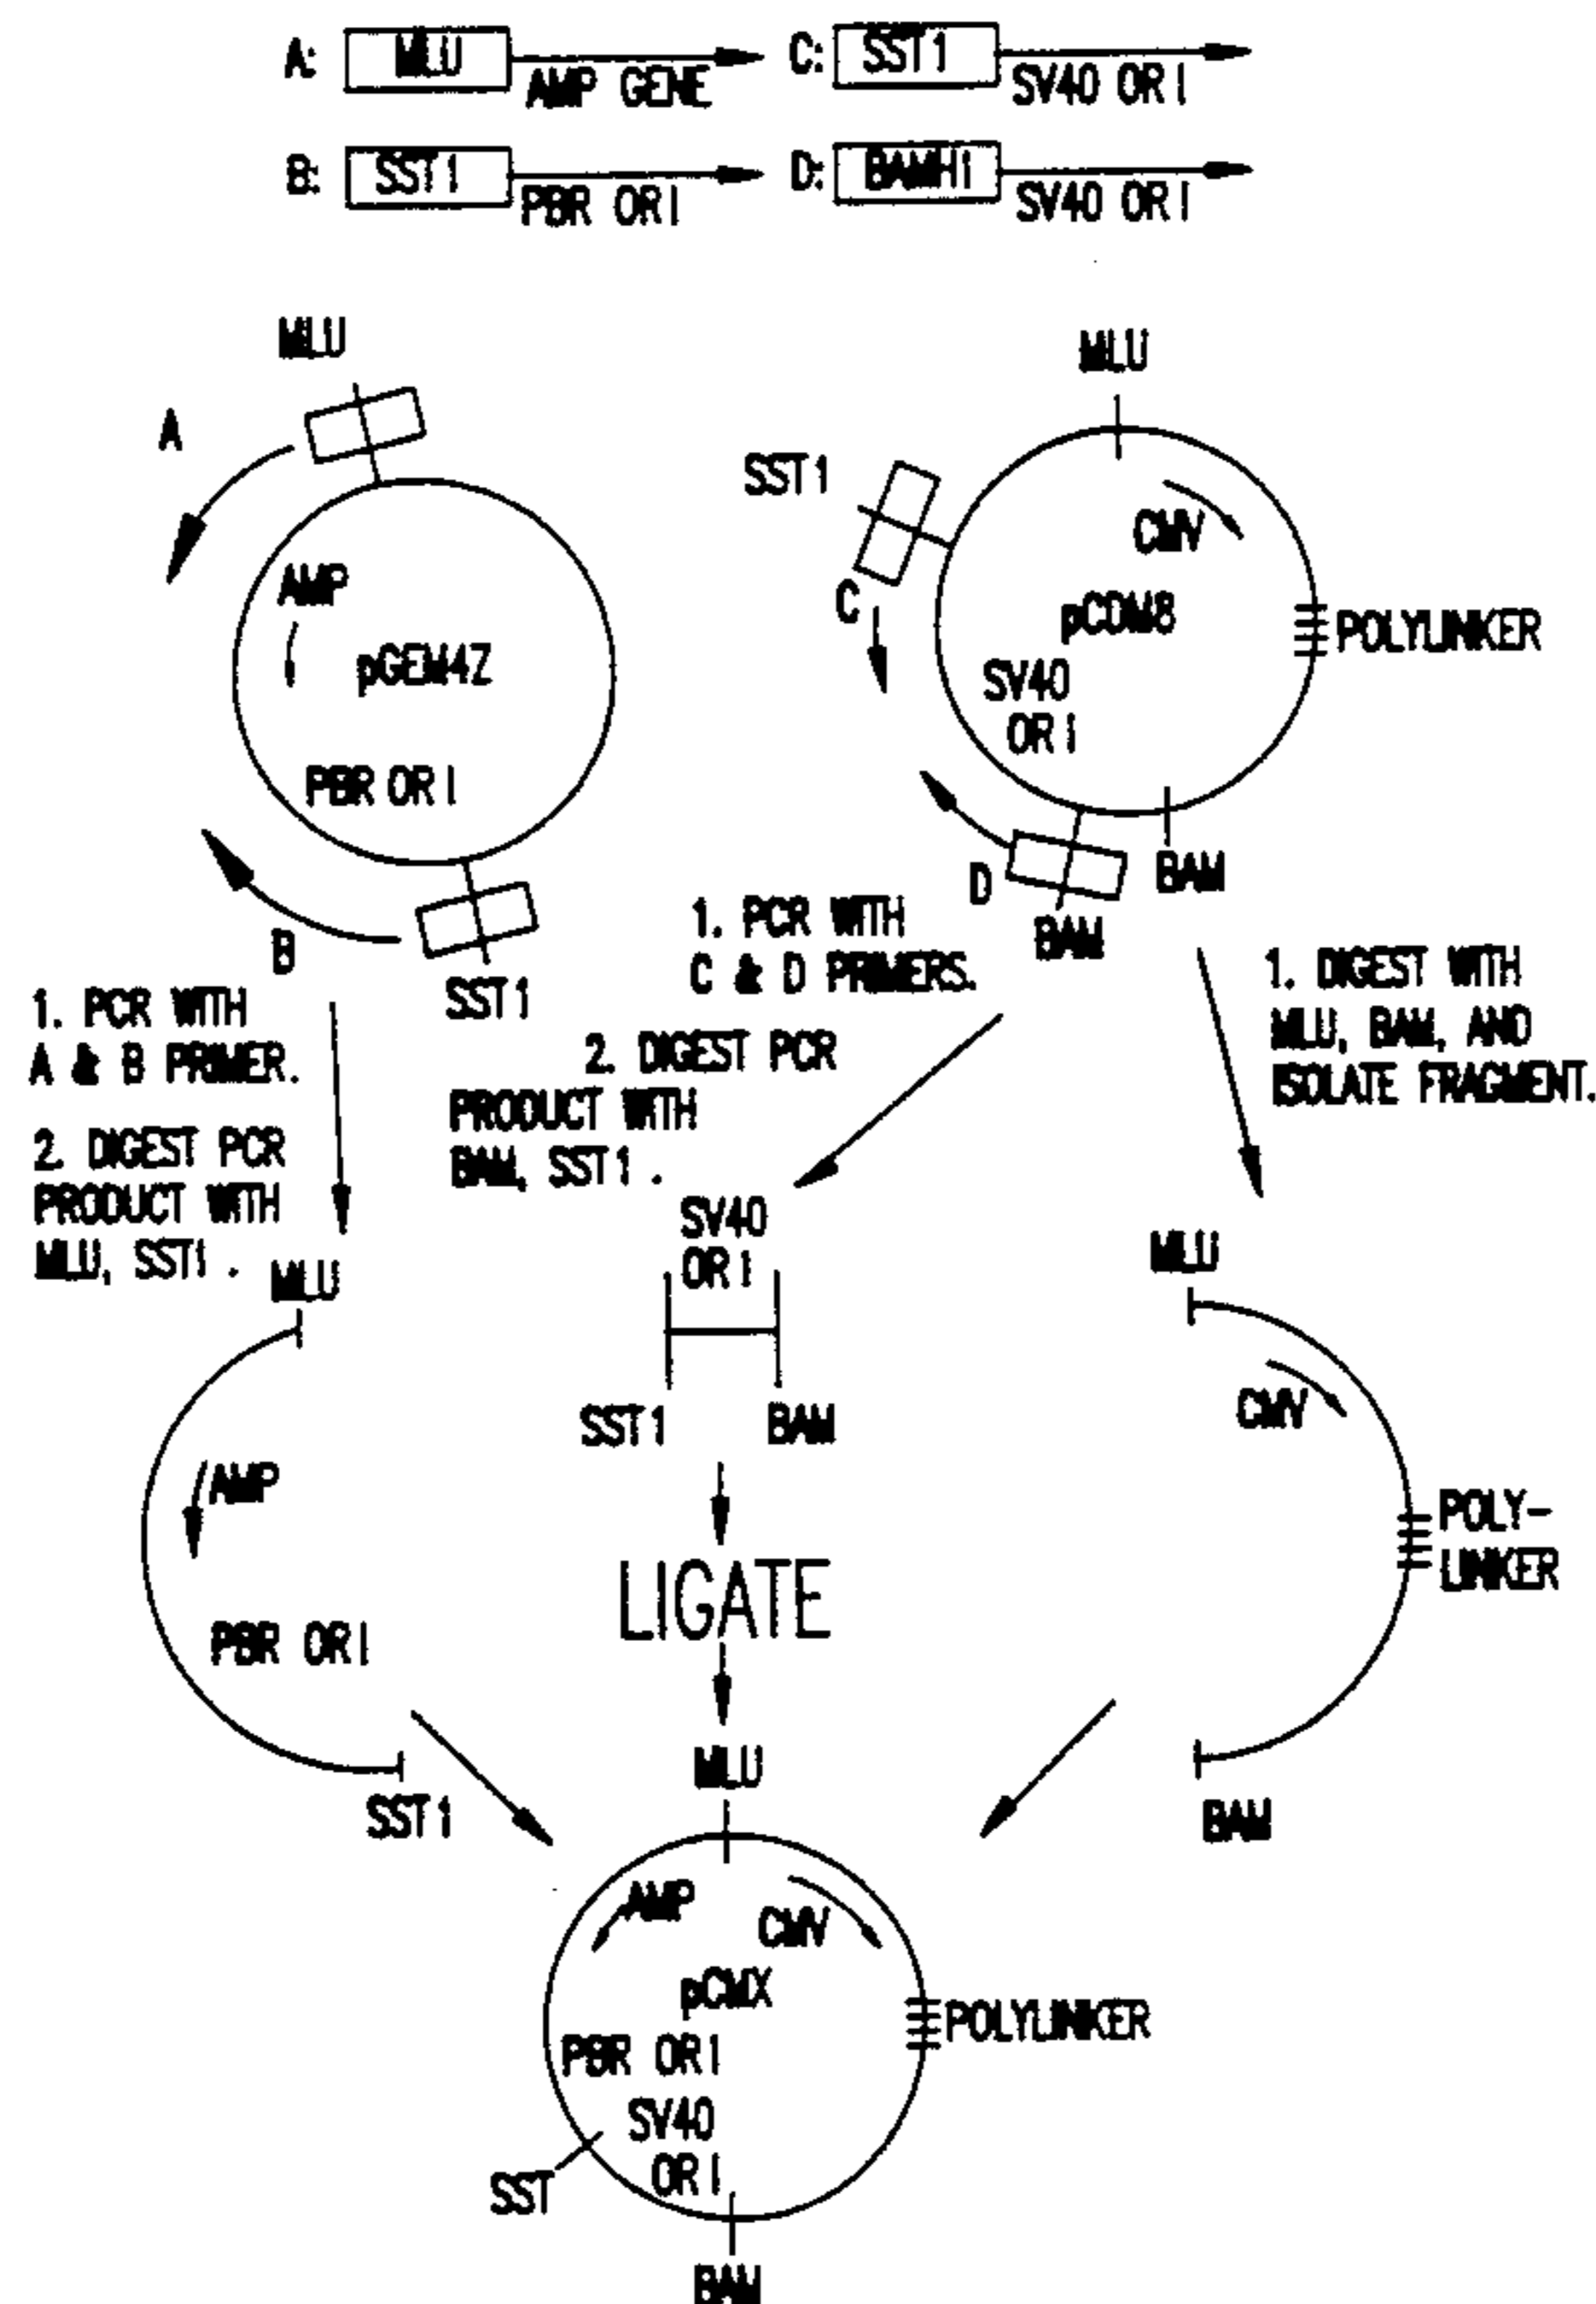 A: MLU AMP GENE
C: SST1 SV40 ORI
B: SST1 PBR ORI
D: BAMH1 SV40 ORI
MLU
A
AMP
pGEM4Z
PBR ORI
B
SST1
MLU
SST1
CMV
C
pCDM8
POLYLINKER
SV40
ORI
D
BAM
BAM
1. PCR WITH
A & B PRIMER.
2. DIGEST PCR
PRODUCT WITH
MLU, SST1.
1. PCR WITH
C & D PRIMERS.
2. DIGEST PCR
PRODUCT WITH
BAM, SST1.
1. DIGEST WITH
MLU, BAM, AND
ISOLATE FRAGMENT.
MLU
AMP
PBR ORI
SST1
SV40
ORI
SST1
BAM
LIGATE
MLU
CMV
POLY-
LINKER
BAM
MLU
AMP
CMV
pCMX
PBR ORI
POLYLINKER
SV40
ORI
SST
BAM